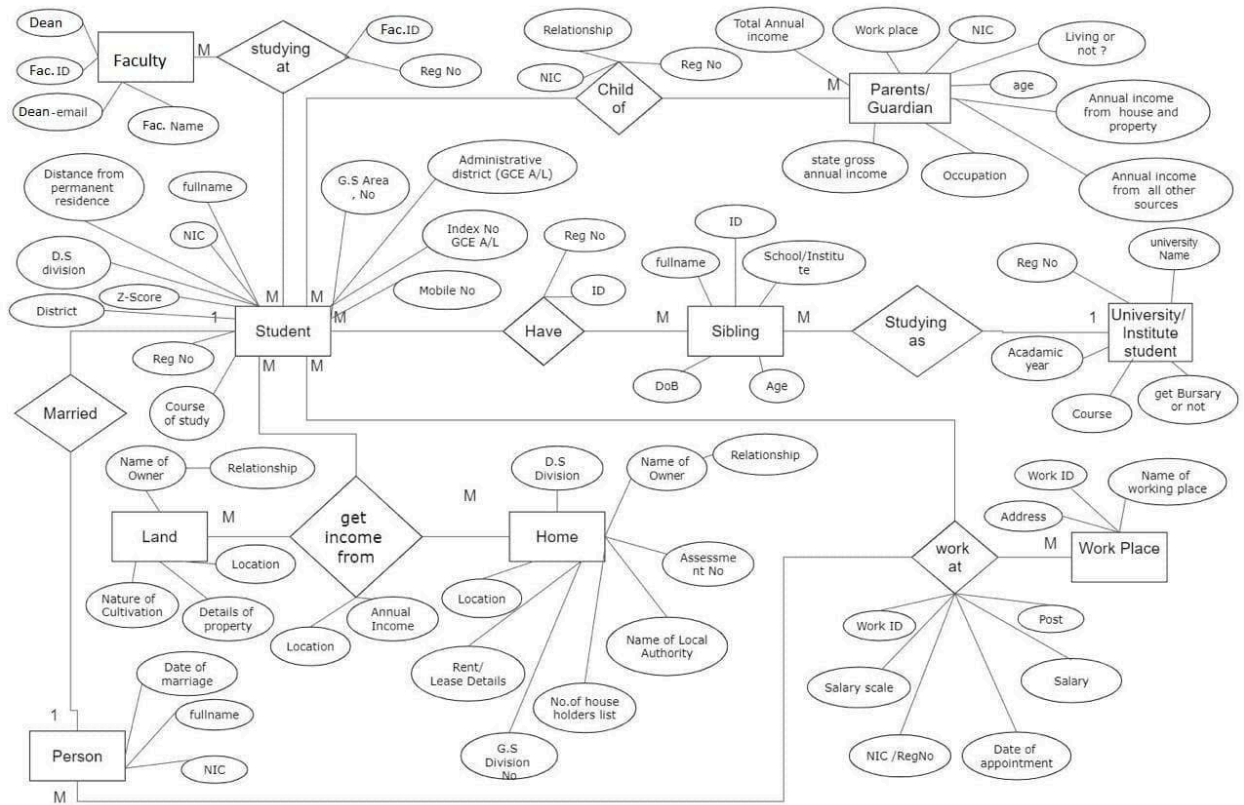 Dean
Fac.ID
Dean-email
Fac. Name
Faculty
M
studying
at
Fac.ID
Reg No
Relationship
NIC
Reg No
Child
of
M
Total Annual
income
Work place
NIC
Living or
not ?
age
Annual income
from house and
property
Annual income
from all other
sources
Occupation
state gross
annual income
Parents/
Guardian
Distance from
permanent
residence
fullname
NIC
D.S
division
Z-Score
District
Reg No
Course
of study
G.S Area
, No
Administrative
district (GCE A/L)
Index No
GCE A/L
Mobile No
M
M
1
M
Student
M
M
Reg No
ID
Have
M
fullname
ID
School/Institu
te
Sibling
M
DoB
Age
Studying
as
1
Reg No
university
Name
University/
Institute
student
Acadamic
year
Course
get Bursary
or not
Married
Name of
Owner
Relationship
M
Land
Location
Nature of
Cultivation
Details of
property
get
income
from
M
Location
Annual
Income
D.S
Division
Name of
Owner
Relationship
Home
Assessme
nt No
Location
Name of Local
Authority
Rent/
Lease Details
No.of house
holders list
G.S
Division
No
Work ID
Name of
working place
Address
M
Work Place
work
at
Work ID
Post
Salary scale
Salary
NIC /RegNo
Date of
appointment
Date of
marriage
fullname
NIC
1
Person
M